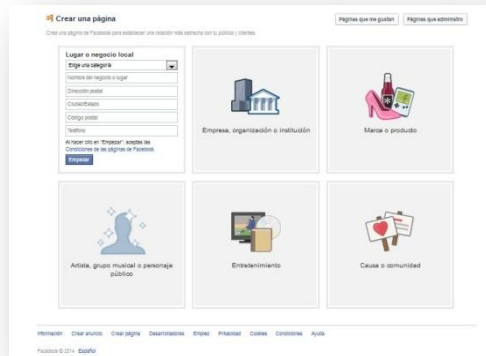 Crear una página
Páginas que me gustan
Páginas que administro
Crea una página de Facebook para establecer una relación más estrecha con tu público y clientes.
Lugar o negocio local
Elige una categoría
Nombre del negocio o lugar
Dirección postal
Ciudad/Estado
Código postal
Teléfono
Al hacer clic en "Empezar", aceptas las
Condiciones de las páginas de Facebook.
Empezar
Empresa, organización o institución
Marca o producto
Artista, grupo musical o personaje
público
Entretenimiento
Causa o comunidad
Información Crear anuncio Crear página Desarrolladores Empleo Privacidad Cookies Condiciones Ayuda
Facebook © 2014 · Español